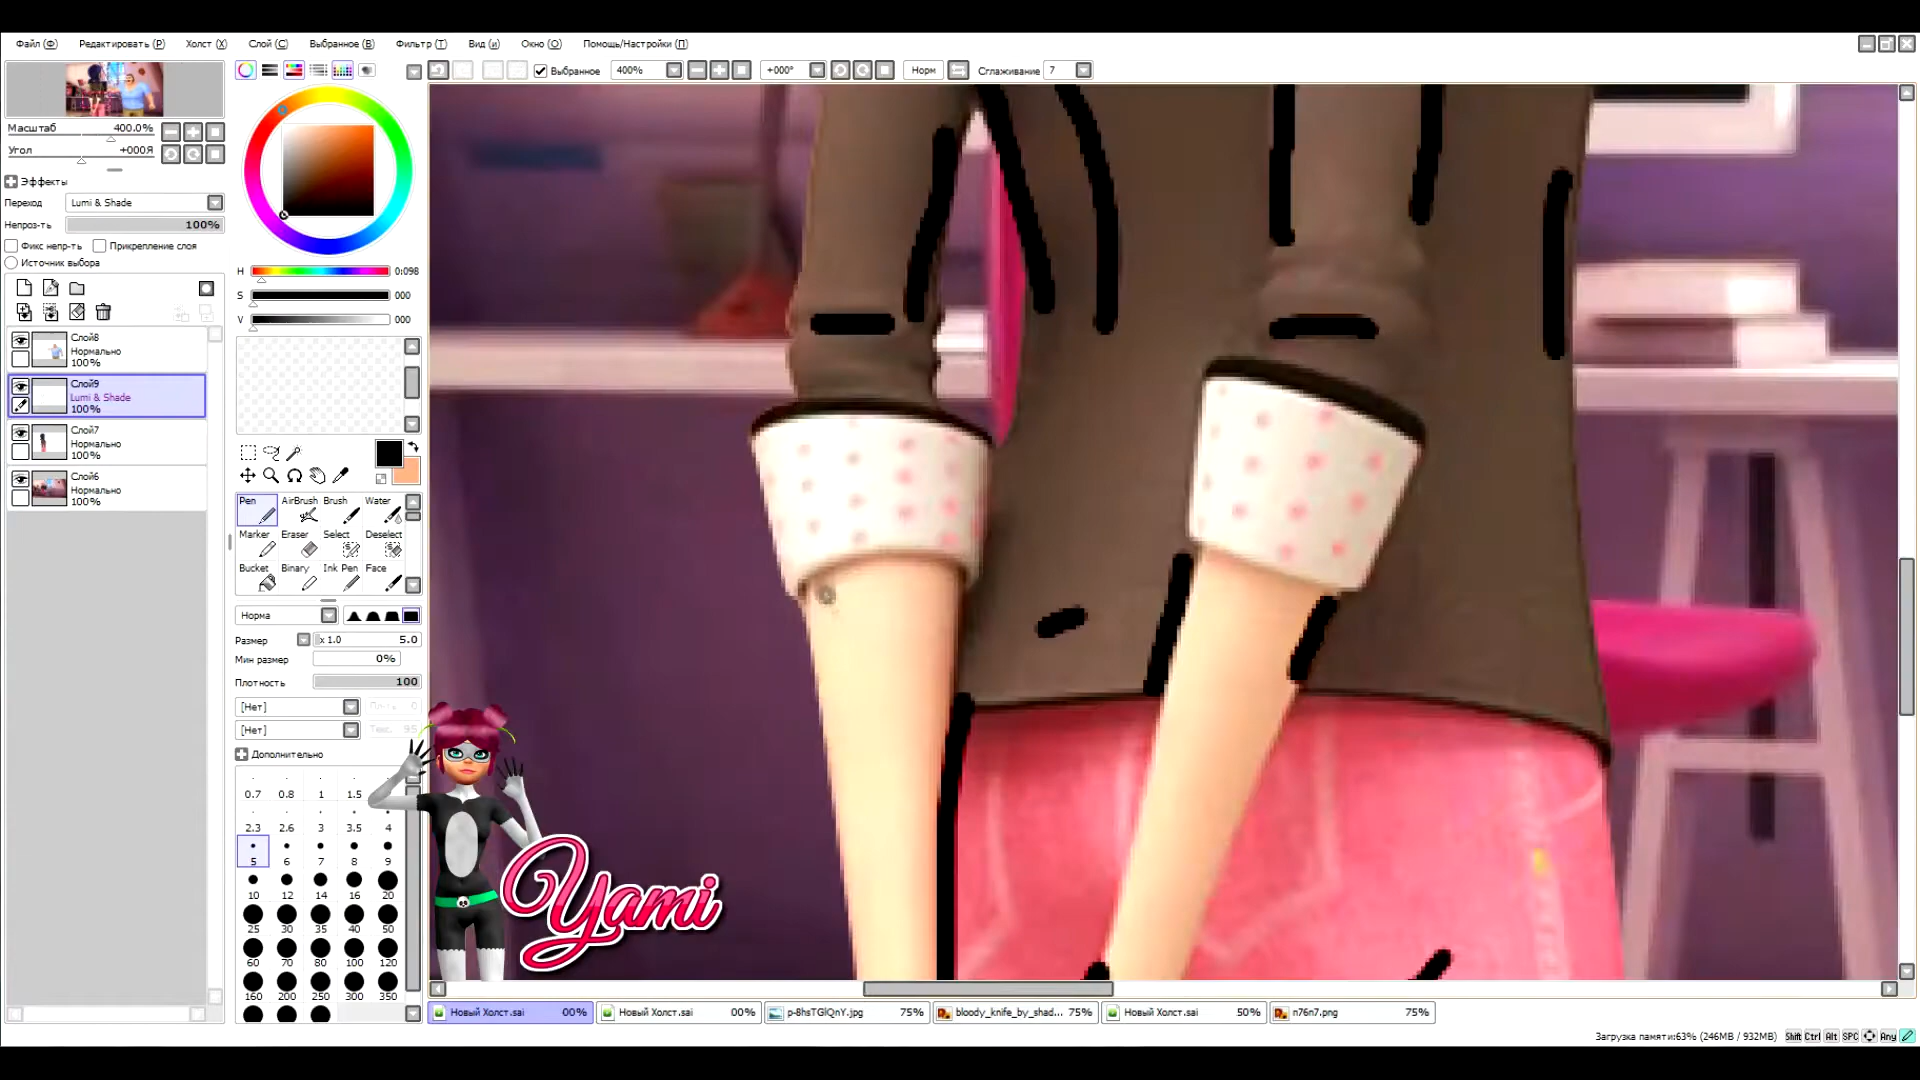 Файл (Ф) Редактировать (Р) Холст (X) Слой (С) Выбранное (В) Фильтр (T) Вид (и) Окно (О) Помощь/Настройки (П)
Выбранное 400% +000° Норм Сглаживание 7
Масштаб 400.0%
Угол +000Я
Эффекты
Переход Lumi & Shade
Непроз-ть 100%
Фикс непр-ть Прикрепление слоя
Источник выбора
Слой8
Нормально
100%
Слой9
Lumi & Shade
100%
Слой7
Нормально
100%
Слой6
Нормально
100%
H 0:098
S 000
V 000
Pen AirBrush Brush Water
Marker Eraser Select Deselect
Bucket Binary Ink Pen Face
Норма
Размер x 1.0 5.0
Мин размер 0%
Плотность 100
[Нет]
[Нет]
Дополнительно
0.7 0.8 1 1.5
2.3 2.6 3 3.5 4
5 6 7 8 9
10 12 14 16 20
25 30 35 40 50
60 70 80 100 120
160 200 250 300 350
Yami
Новый Холст.sai 00% Новый Холст.sai 00% p-8hsTGlQnY.jpg 75% bloody_knife_by_shad... 75% Новый Холст.sai 50% n76n7.png 75%
Загрузка памяти:63% (246MB / 932MB) Shift Ctrl Alt SPC Any